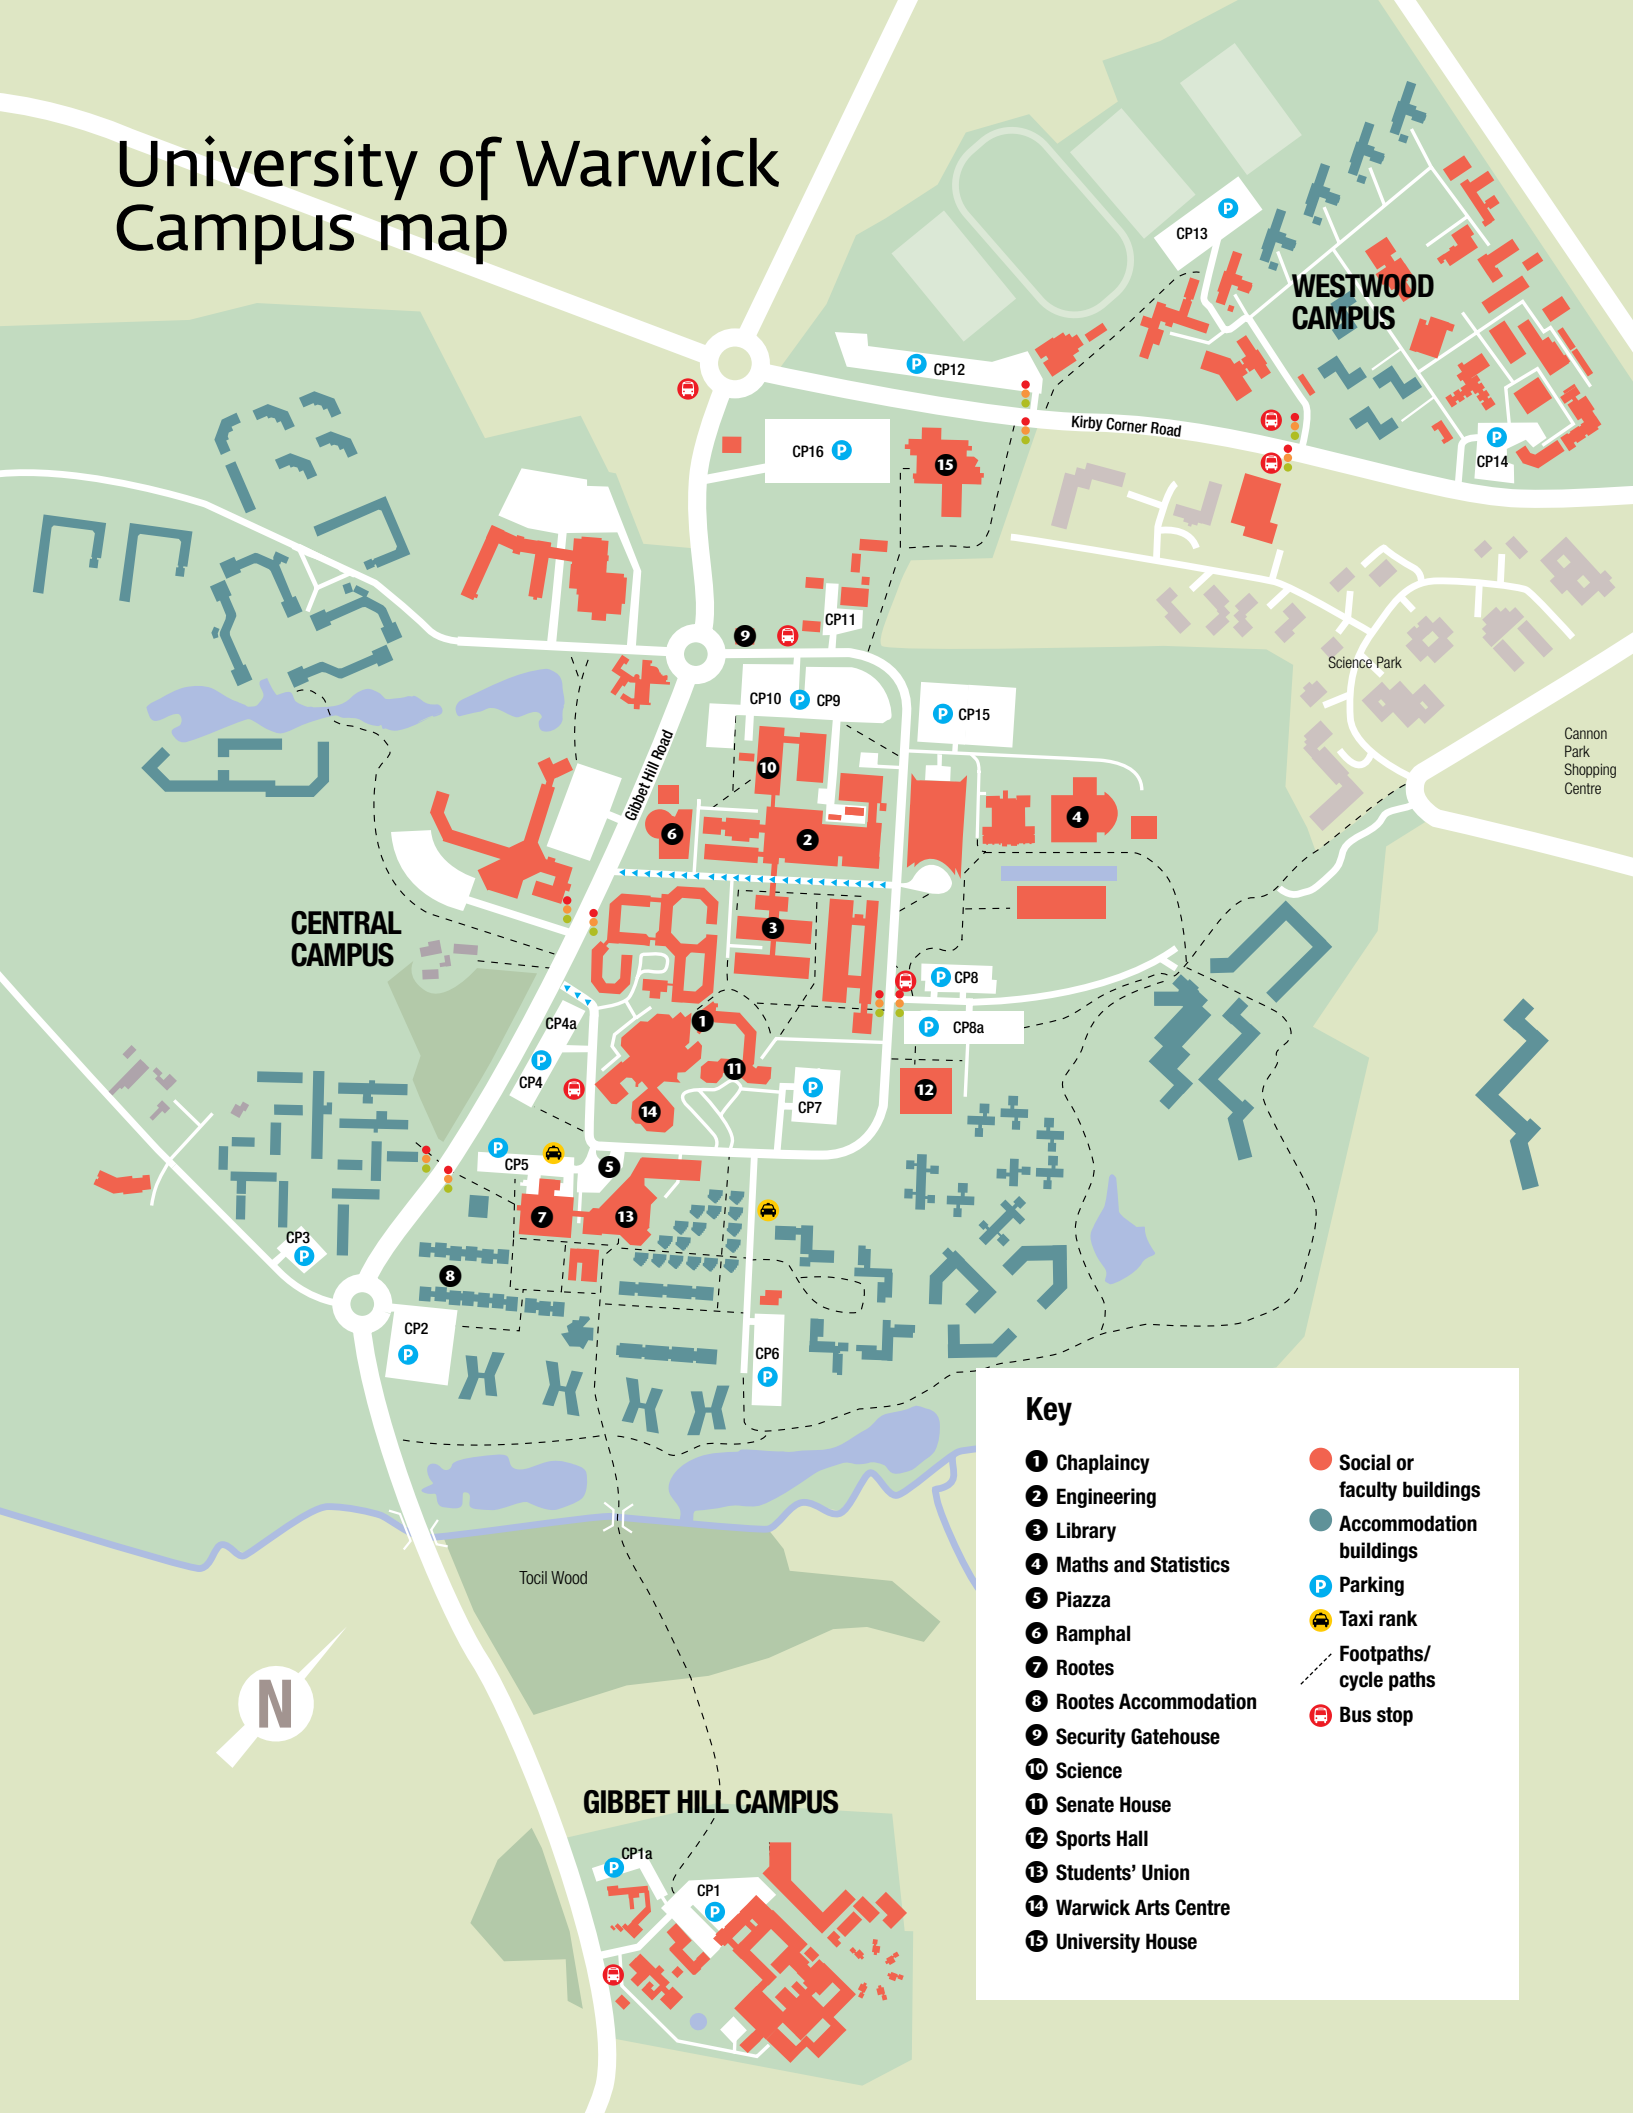 University of Warwick
Campus map
CP13
WESTWOOD
CAMPUS
CP12
Kirby Corner Road
CP16
15
CP14
CP11
9
Science Park
CP10
CP9
CP15
Cannon
Park
Shopping
Centre
Gibbet Hill Road
10
6
2
4
CENTRAL
CAMPUS
3
CP8
CP8a
CP4a
1
CP4
11
CP7
12
14
CP5
5
7
13
CP3
8
CP2
CP6
Tocil Wood
N
GIBBET HILL CAMPUS
CP1a
CP1
Key
1 Chaplaincy
2 Engineering
3 Library
4 Maths and Statistics
5 Piazza
6 Ramphal
7 Rootes
8 Rootes Accommodation
9 Security Gatehouse
10 Science
11 Senate House
12 Sports Hall
13 Students' Union
14 Warwick Arts Centre
15 University House
Social or
faculty buildings
Accommodation
buildings
P Parking
Taxi rank
Footpaths/
cycle paths
Bus stop